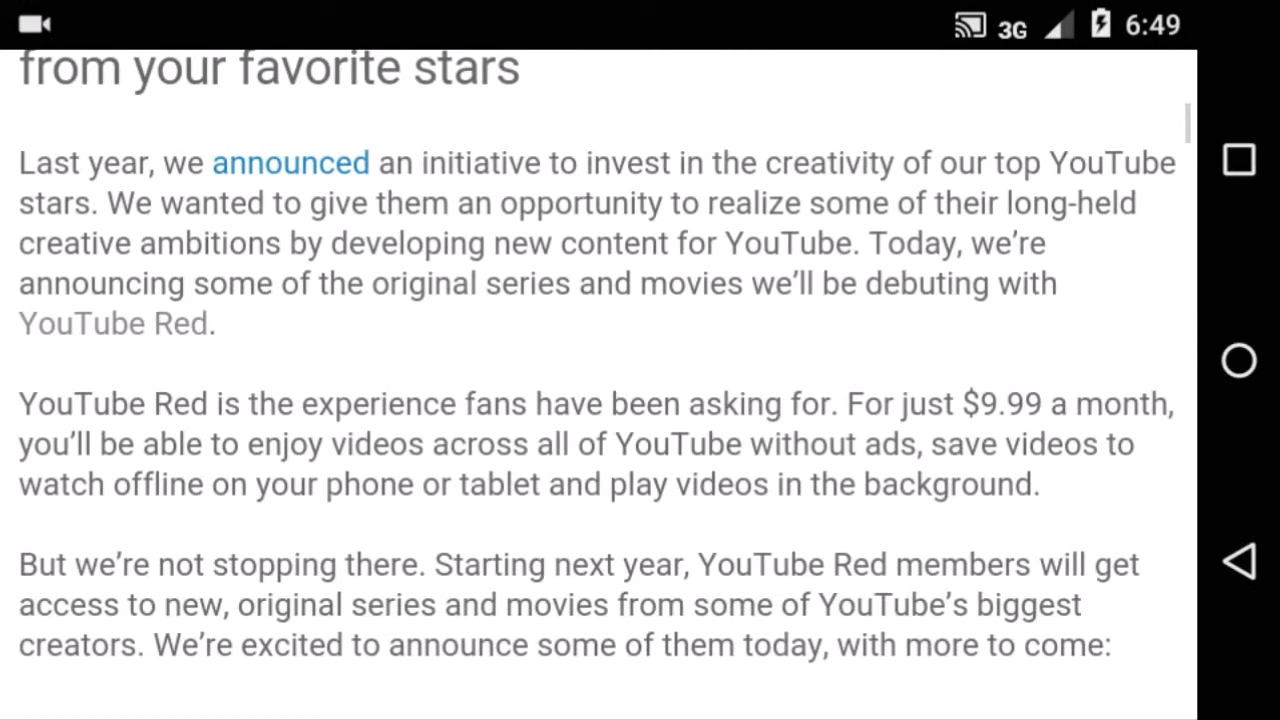 3G 6:49
from your favorite stars
Last year, we announced an initiative to invest in the creativity of our top YouTube
stars. We wanted to give them an opportunity to realize some of their long-held
creative ambitions by developing new content for YouTube. Today, we’re
announcing some of the original series and movies we’ll be debuting with
YouTube Red.
YouTube Red is the experience fans have been asking for. For just $9.99 a month,
you’ll be able to enjoy videos across all of YouTube without ads, save videos to
watch offline on your phone or tablet and play videos in the background.
But we’re not stopping there. Starting next year, YouTube Red members will get
access to new, original series and movies from some of YouTube’s biggest
creators. We’re excited to announce some of them today, with more to come: